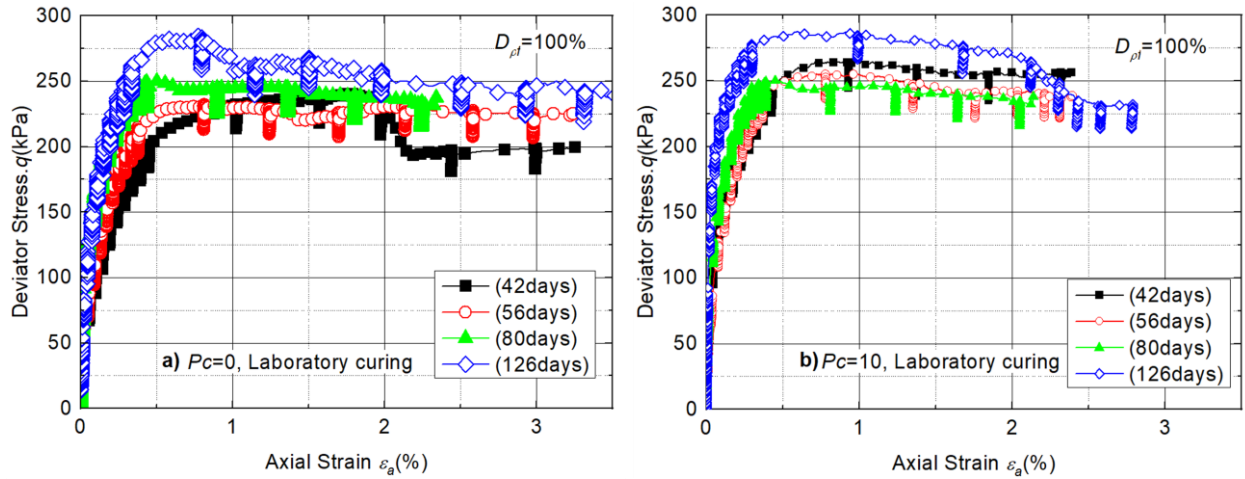 300
250
200
150
100
50
0
Deviator Stress.q(kPa)
0
1
2
3
Axial Strain εa(%)
Dρf=100%
(42days)
(56days)
(80days)
(126days)
a) Pc=0, Laboratory curing
300
250
200
150
100
50
0
Deviator Stress.q(kPa)
0
1
2
3
Axial Strain εa(%)
Dρf=100%
(42days)
(56days)
(80days)
(126days)
b) Pc=10, Laboratory curing